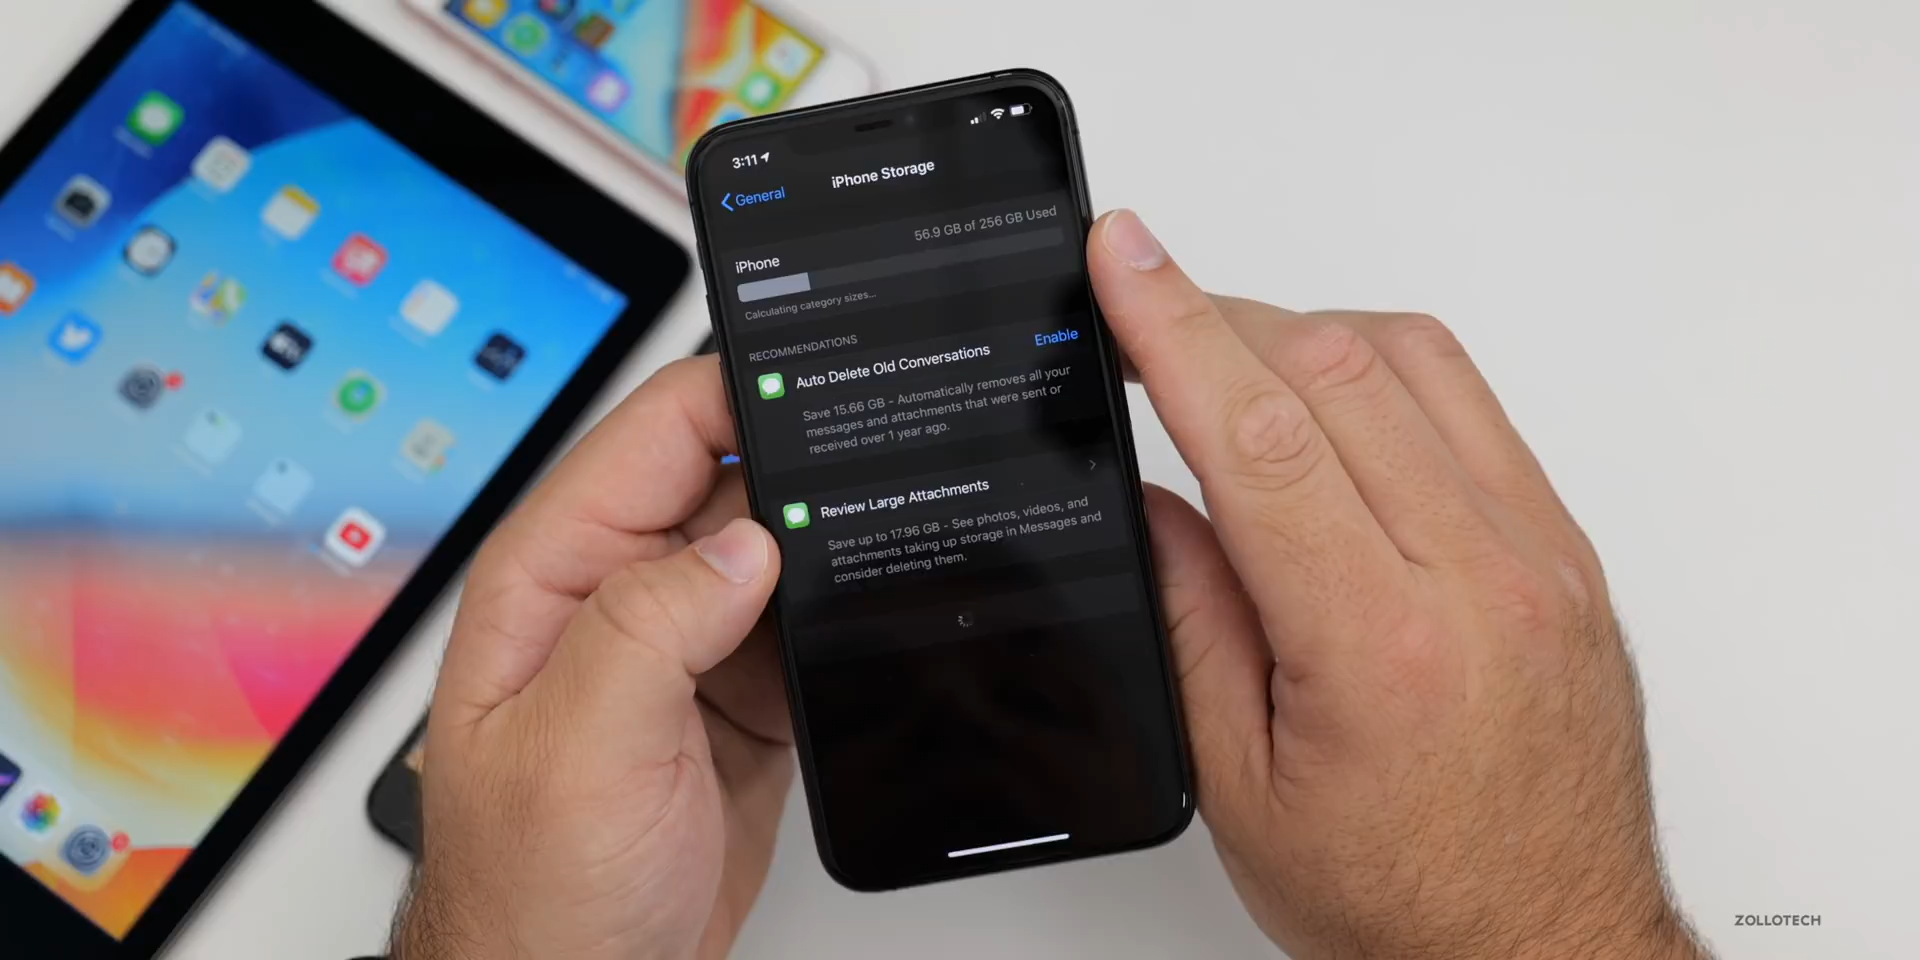 3:11
General
iPhone Storage
iPhone
56.9 GB of 256 GB Used
Calculating category sizes...
RECOMMENDATIONS
Auto Delete Old Conversations
Enable
Save 15.66 GB - Automatically removes all your
messages and attachments that were sent or
received over 1 year ago.
Review Large Attachments
Save up to 17.96 GB - See photos, videos, and
attachments taking up storage in Messages and
consider deleting them.
ZOLLOTECH